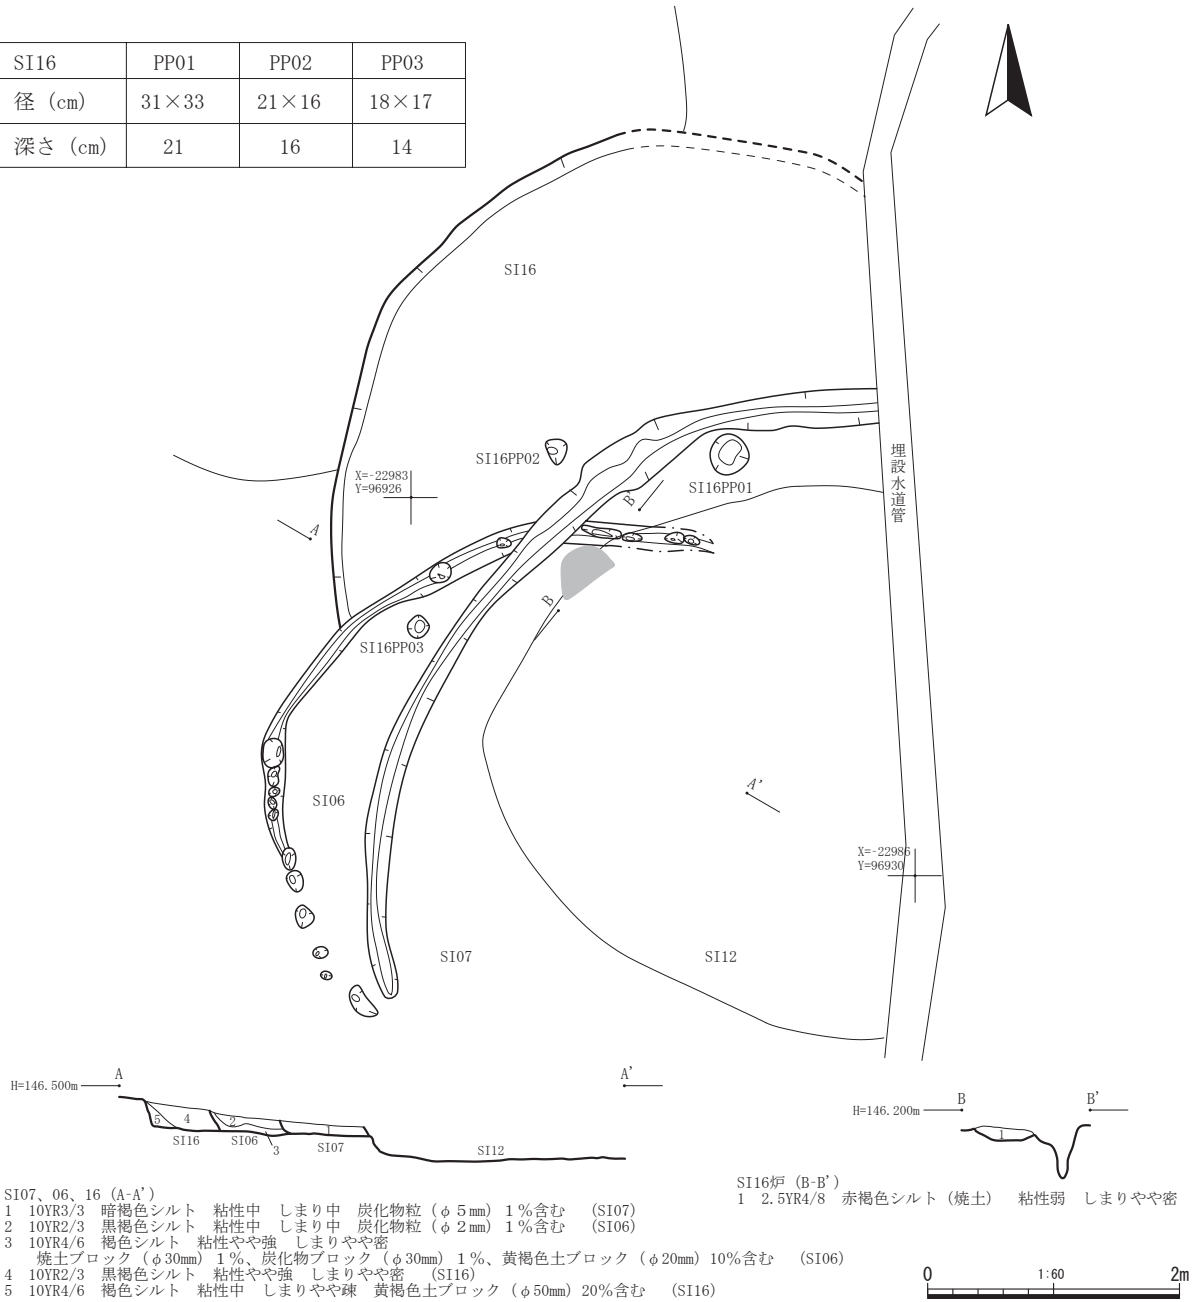 SI16 PP01 PP02 PP03
径（cm） 31×33 21×16 18×17
深さ（cm） 21 16 14
SI16
SI16PP02
X=-22983
Y=96926
SI16PP01
埋設水道管
A
B'
B
SI16PP03
A'
SI06
X=-22986
Y=96930
SI07
SI12
A
A'
H=146.500m
5
4
2
1
SI16
SI06
3
SI07
SI12
B
B'
H=146.200m
1
SI07、06、16（A-A'）
1 10YR3/3 暗褐色シルト 粘性中 しまり中 炭化物粒（φ５㎜）１％含む （SI07）
2 10YR2/3 黒褐色シルト 粘性中 しまり中 炭化物粒（φ２㎜）１％含む （SI06）
3 10YR4/6 褐色シルト 粘性やや強 しまりやや密
焼土ブロック（φ30㎜）１％、炭化物ブロック（φ30㎜）１％、黄褐色土ブロック（φ20㎜）10％含む （SI06）
4 10YR2/3 黒褐色シルト 粘性やや強 しまりやや密 （SI16）
5 10YR4/6 褐色シルト 粘性中 しまりやや疎 黄褐色土ブロック（φ50㎜）20％含む （SI16）
SI16炉（B-B'）
1 2.5YR4/8 赤褐色シルト（焼土） 粘性弱 しまりやや密
0 1:60 2m